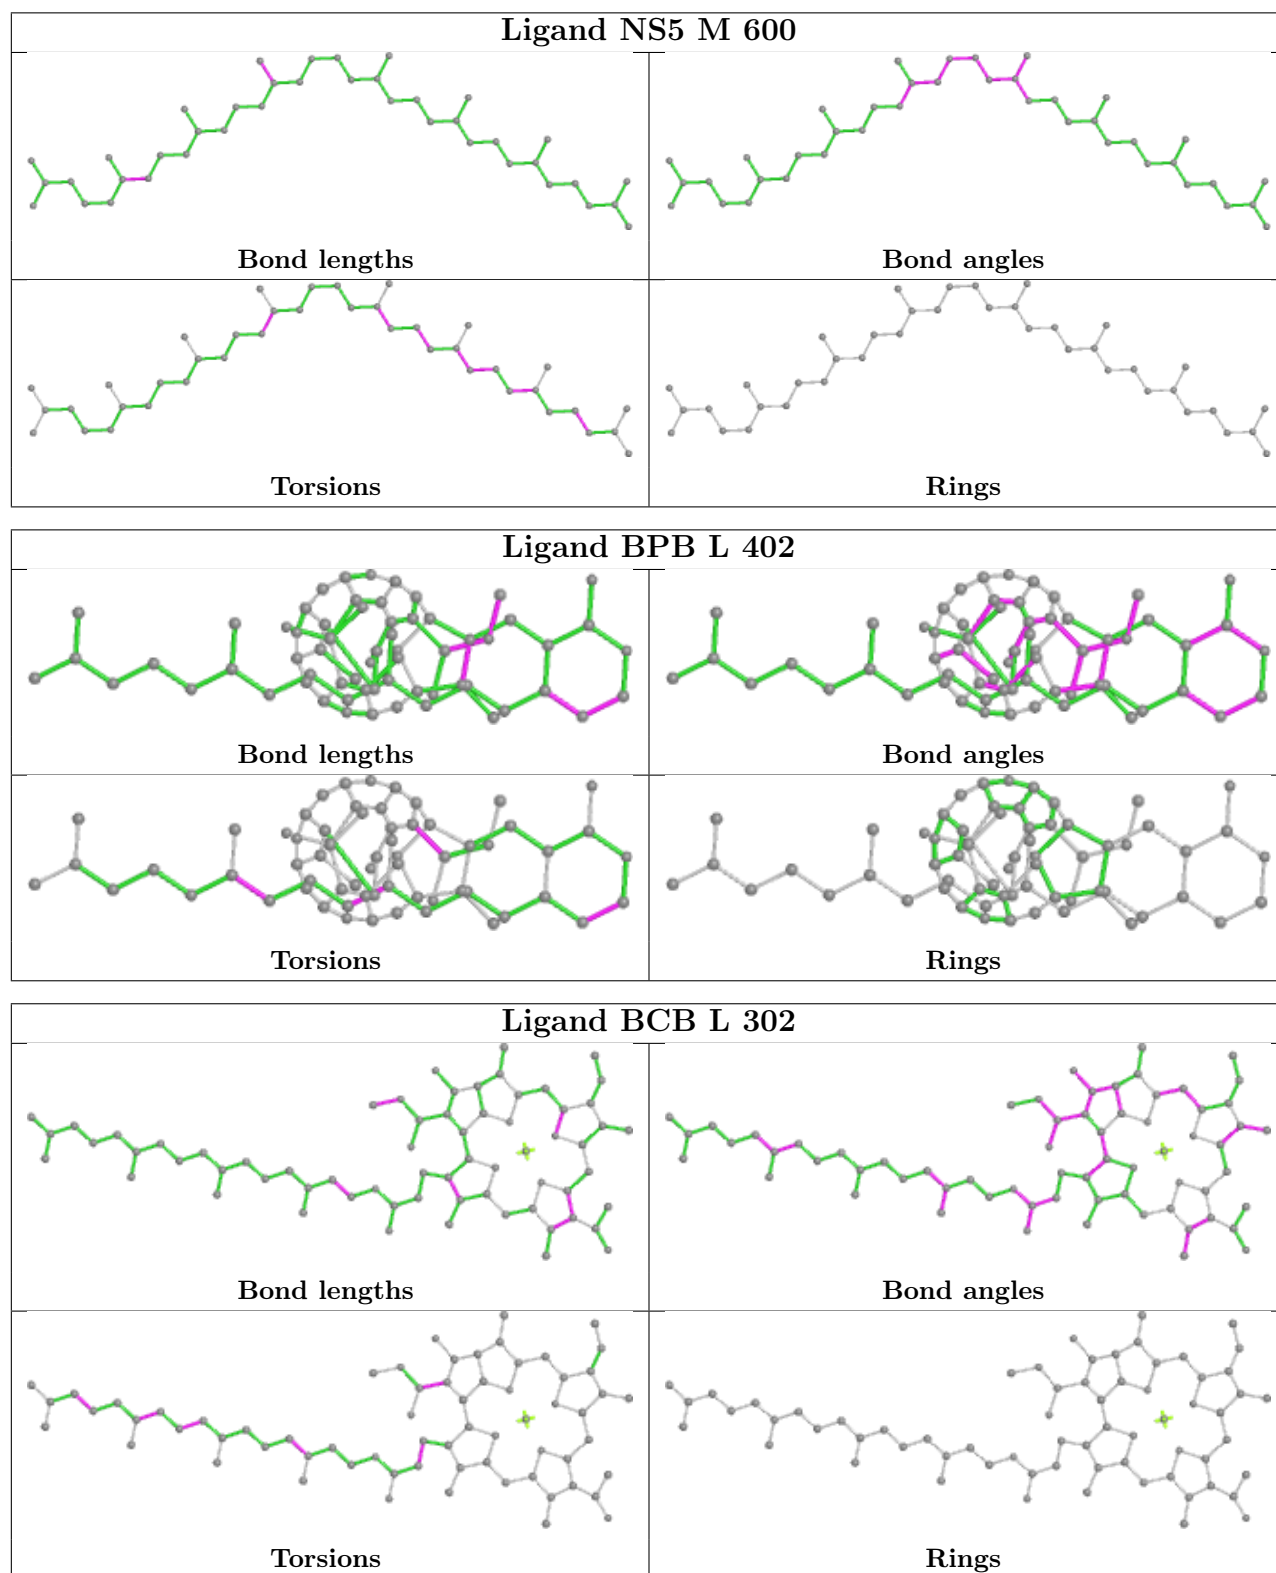 Ligand NS5 M 600
Bond lengths
Bond angles
Torsions
Rings
Ligand BPB L 402
Bond lengths
Bond angles
Torsions
Rings
Ligand BCB L 302
Bond lengths
Bond angles
Torsions
Rings